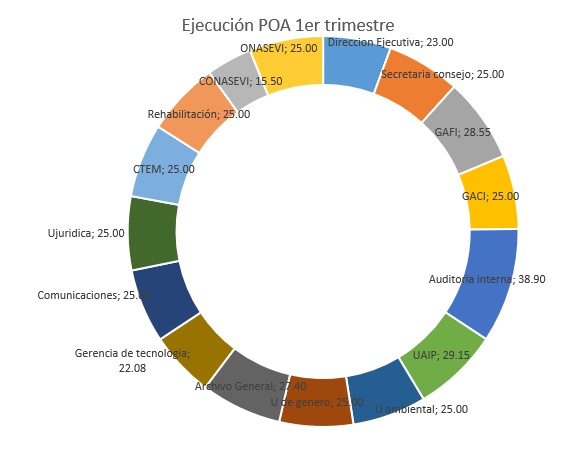 Ejecución POA 1er trimestre
ONASEVI; 25.00
Direccion Ejecutiva; 23.00
Secretaria consejo; 25.00
CONASEVI; 15.50
Rehabilitación; 25.00
GAFI; 28.55
CTEM; 25.00
GACI; 25.00
Ujuridica; 25.00
Auditoria interna; 38.90
Comunicaciones; 25.00
Gerencia de tecnologia;
22.08
UAIP; 29.15
Archivo General; 27.40
U de genero; 25.00
U ambiental; 25.00